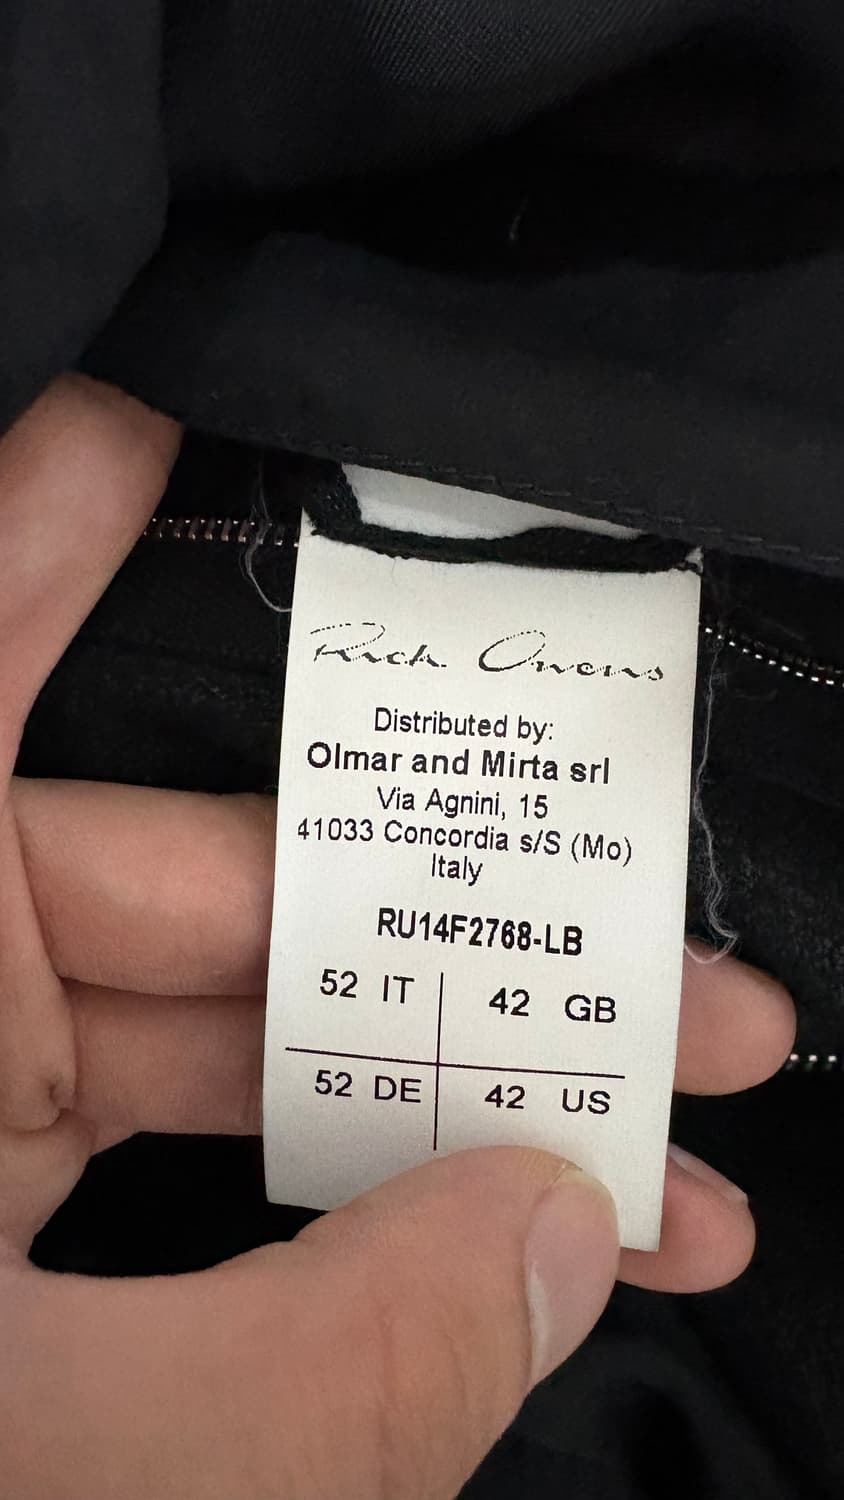 Rick Owens
Distributed by:
Olmar and Mirta srl
Via Agnini, 15
41033 Concordia s/S (Mo)
Italy
RU14F2768-LB
52 IT 42 GB
52 DE 42 US